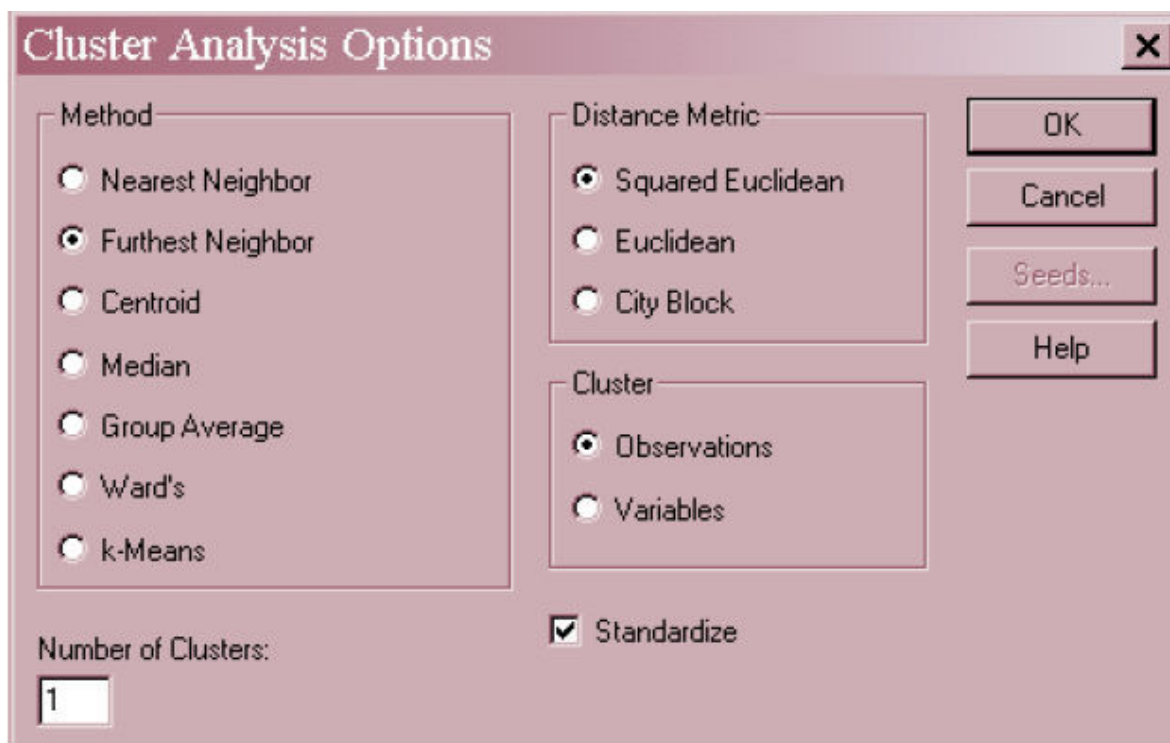 Cluster Analysis Options
Method
Nearest Neighbor
Furthest Neighbor
Centroid
Median
Group Average
Ward's
k-Means
Number of Clusters:
1
Distance Metric
Squared Euclidean
Euclidean
City Block
Cluster
Observations
Variables
Standardize
OK
Cancel
Seeds...
Help